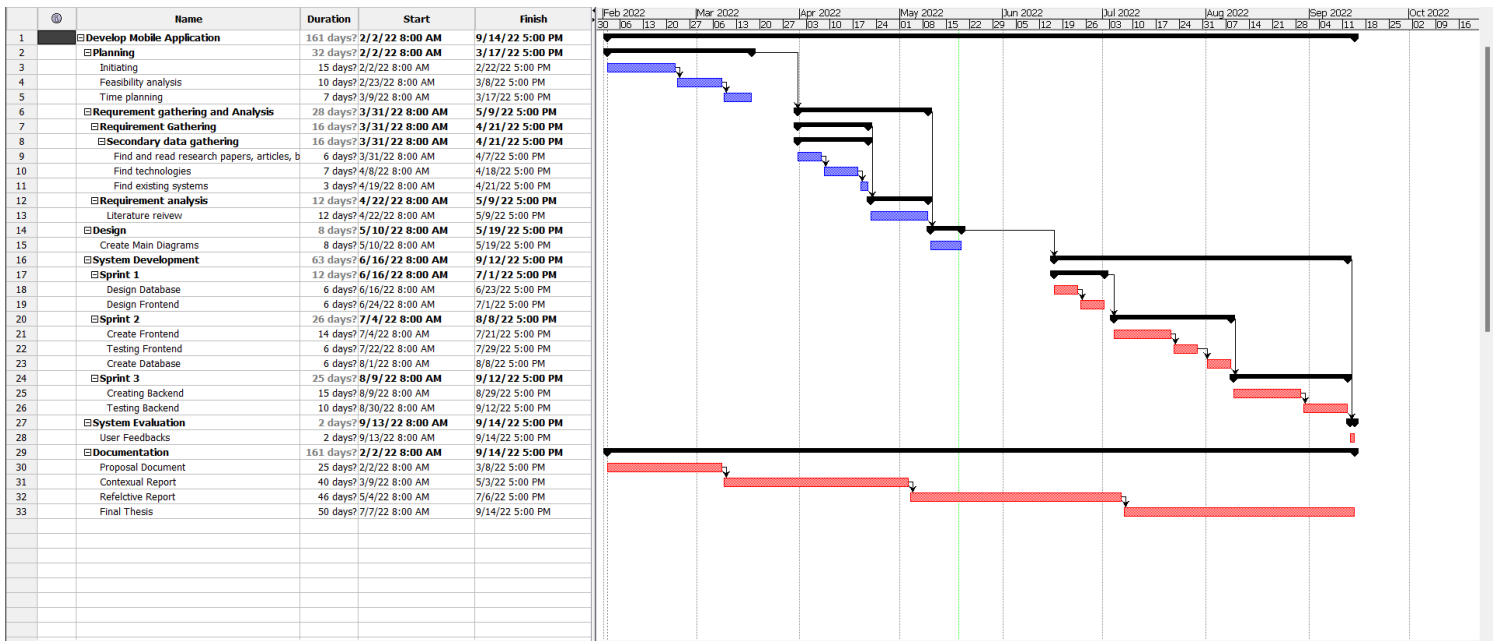 Name Duration Start Finish
Feb 2022 Mar 2022 Apr 2022 May 2022 Jun 2022 Jul 2022 Aug 2022 Sep 2022 Oct 2022
30 06 13 20 27 06 13 20 27 03 10 17 24 01 08 15 22 29 05 12 19 26 03 10 17 24 31 07 14 21 28 04 11 18 25 02 09 16
1 Develop Mobile Application 161 days? 2/2/22 8:00 AM 9/14/22 5:00 PM
2 Planning 32 days? 2/2/22 8:00 AM 3/17/22 5:00 PM
3 Initiating 15 days? 2/2/22 8:00 AM 2/22/22 5:00 PM
4 Feasibility analysis 10 days? 2/23/22 8:00 AM 3/8/22 5:00 PM
5 Time planning 7 days? 3/9/22 8:00 AM 3/17/22 5:00 PM
6 Requrement gathering and Analysis 28 days? 3/31/22 8:00 AM 5/9/22 5:00 PM
7 Requirement Gathering 16 days? 3/31/22 8:00 AM 4/21/22 5:00 PM
8 Secondary data gathering 16 days? 3/31/22 8:00 AM 4/21/22 5:00 PM
9 Find and read research papers, articles, b 6 days? 3/31/22 8:00 AM 4/7/22 5:00 PM
10 Find technologies 7 days? 4/8/22 8:00 AM 4/18/22 5:00 PM
11 Find existing systems 3 days? 4/19/22 8:00 AM 4/21/22 5:00 PM
12 Requirement analysis 12 days? 4/22/22 8:00 AM 5/9/22 5:00 PM
13 Literature reivew 12 days? 4/22/22 8:00 AM 5/9/22 5:00 PM
14 Design 8 days? 5/10/22 8:00 AM 5/19/22 5:00 PM
15 Create Main Diagrams 8 days? 5/10/22 8:00 AM 5/19/22 5:00 PM
16 System Development 63 days? 6/16/22 8:00 AM 9/12/22 5:00 PM
17 Sprint 1 12 days? 6/16/22 8:00 AM 7/1/22 5:00 PM
18 Design Database 6 days? 6/16/22 8:00 AM 6/23/22 5:00 PM
19 Design Frontend 6 days? 6/24/22 8:00 AM 7/1/22 5:00 PM
20 Sprint 2 26 days? 7/4/22 8:00 AM 8/8/22 5:00 PM
21 Create Frontend 14 days? 7/4/22 8:00 AM 7/21/22 5:00 PM
22 Testing Frontend 6 days? 7/22/22 8:00 AM 7/29/22 5:00 PM
23 Create Database 6 days? 8/1/22 8:00 AM 8/8/22 5:00 PM
24 Sprint 3 25 days? 8/9/22 8:00 AM 9/12/22 5:00 PM
25 Creating Backend 15 days? 8/9/22 8:00 AM 8/29/22 5:00 PM
26 Testing Backend 10 days? 8/30/22 8:00 AM 9/12/22 5:00 PM
27 System Evaluation 2 days? 9/13/22 8:00 AM 9/14/22 5:00 PM
28 User Feedbacks 2 days? 9/13/22 8:00 AM 9/14/22 5:00 PM
29 Documentation 161 days? 2/2/22 8:00 AM 9/14/22 5:00 PM
30 Proposal Document 25 days? 2/2/22 8:00 AM 3/8/22 5:00 PM
31 Contexual Report 40 days? 3/9/22 8:00 AM 5/3/22 5:00 PM
32 Refelctive Report 46 days? 5/4/22 8:00 AM 7/6/22 5:00 PM
33 Final Thesis 50 days? 7/7/22 8:00 AM 9/14/22 5:00 PM